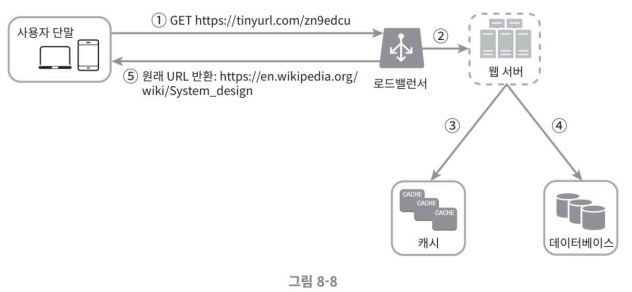 ① GET https://tinyurl.com/zn9edcu
사용자 단말
②
⑤ 원래 URL 반환: https://en.wikipedia.org/
wiki/System_design
로드밸런서
웹 서버
③
④
CACHE
CACHE
CACHE
캐시
데이터베이스
그림 8-8